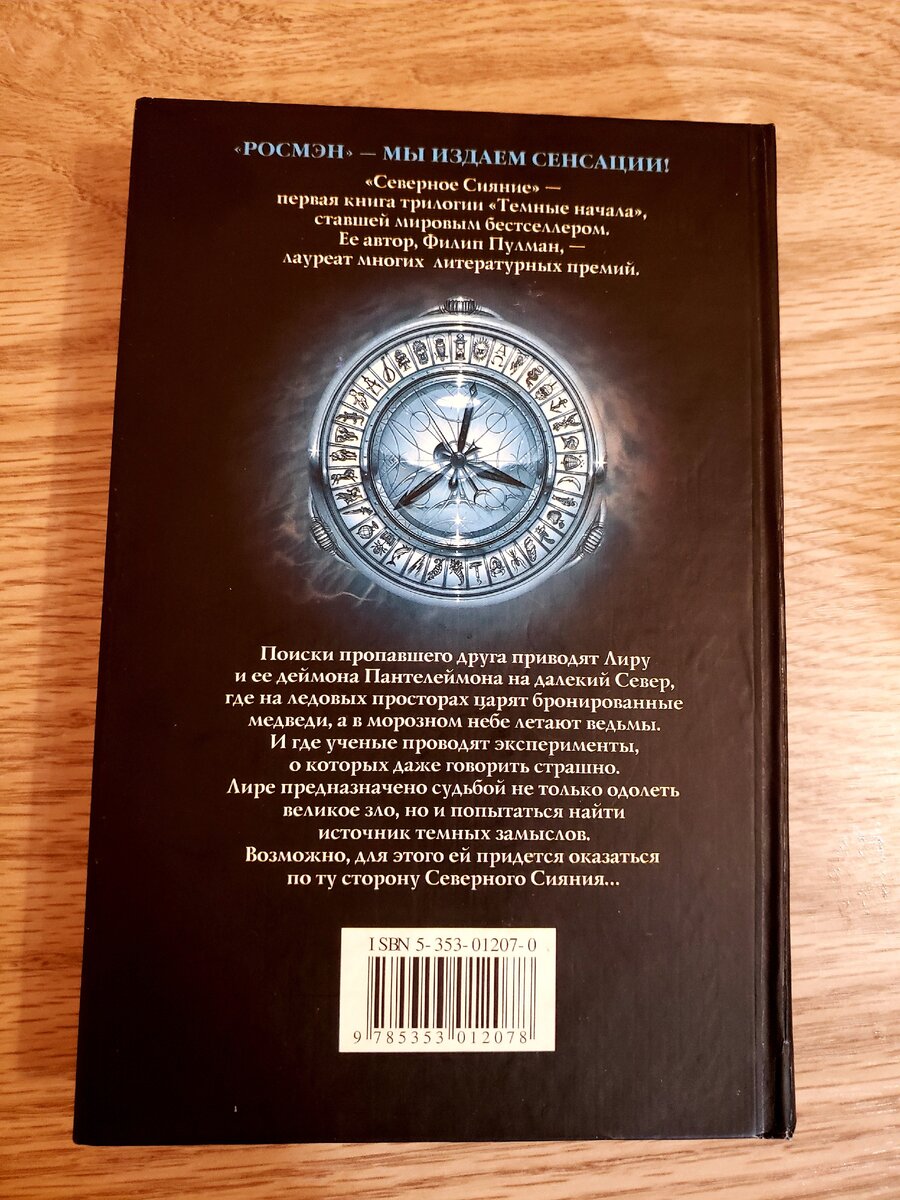 «РОСМЭН» — МЫ ИЗДАЕМ СЕНСАЦИИ!
«Северное Сияние» —
первая книга трилогии «Темные начала»,
ставшей мировым бестселлером.
Ее автор, Филип Пулман, —
лауреат многих литературных премий.
Поиски пропавшего друга приводят Лиру
и ее деймона Пантелеймона на далекий Север,
где на ледовых просторах царят бронированные
медведи, а в морозном небе летают ведьмы.
И где ученые проводят эксперименты,
о которых даже говорить страшно.
Лире предназначено судьбой не только одолеть
великое зло, но и попытаться найти
источник темных замыслов.
Возможно, для этого ей придется оказаться
по ту сторону Северного Сияния...
ISBN 5-353-01207-0
9 785353 012078